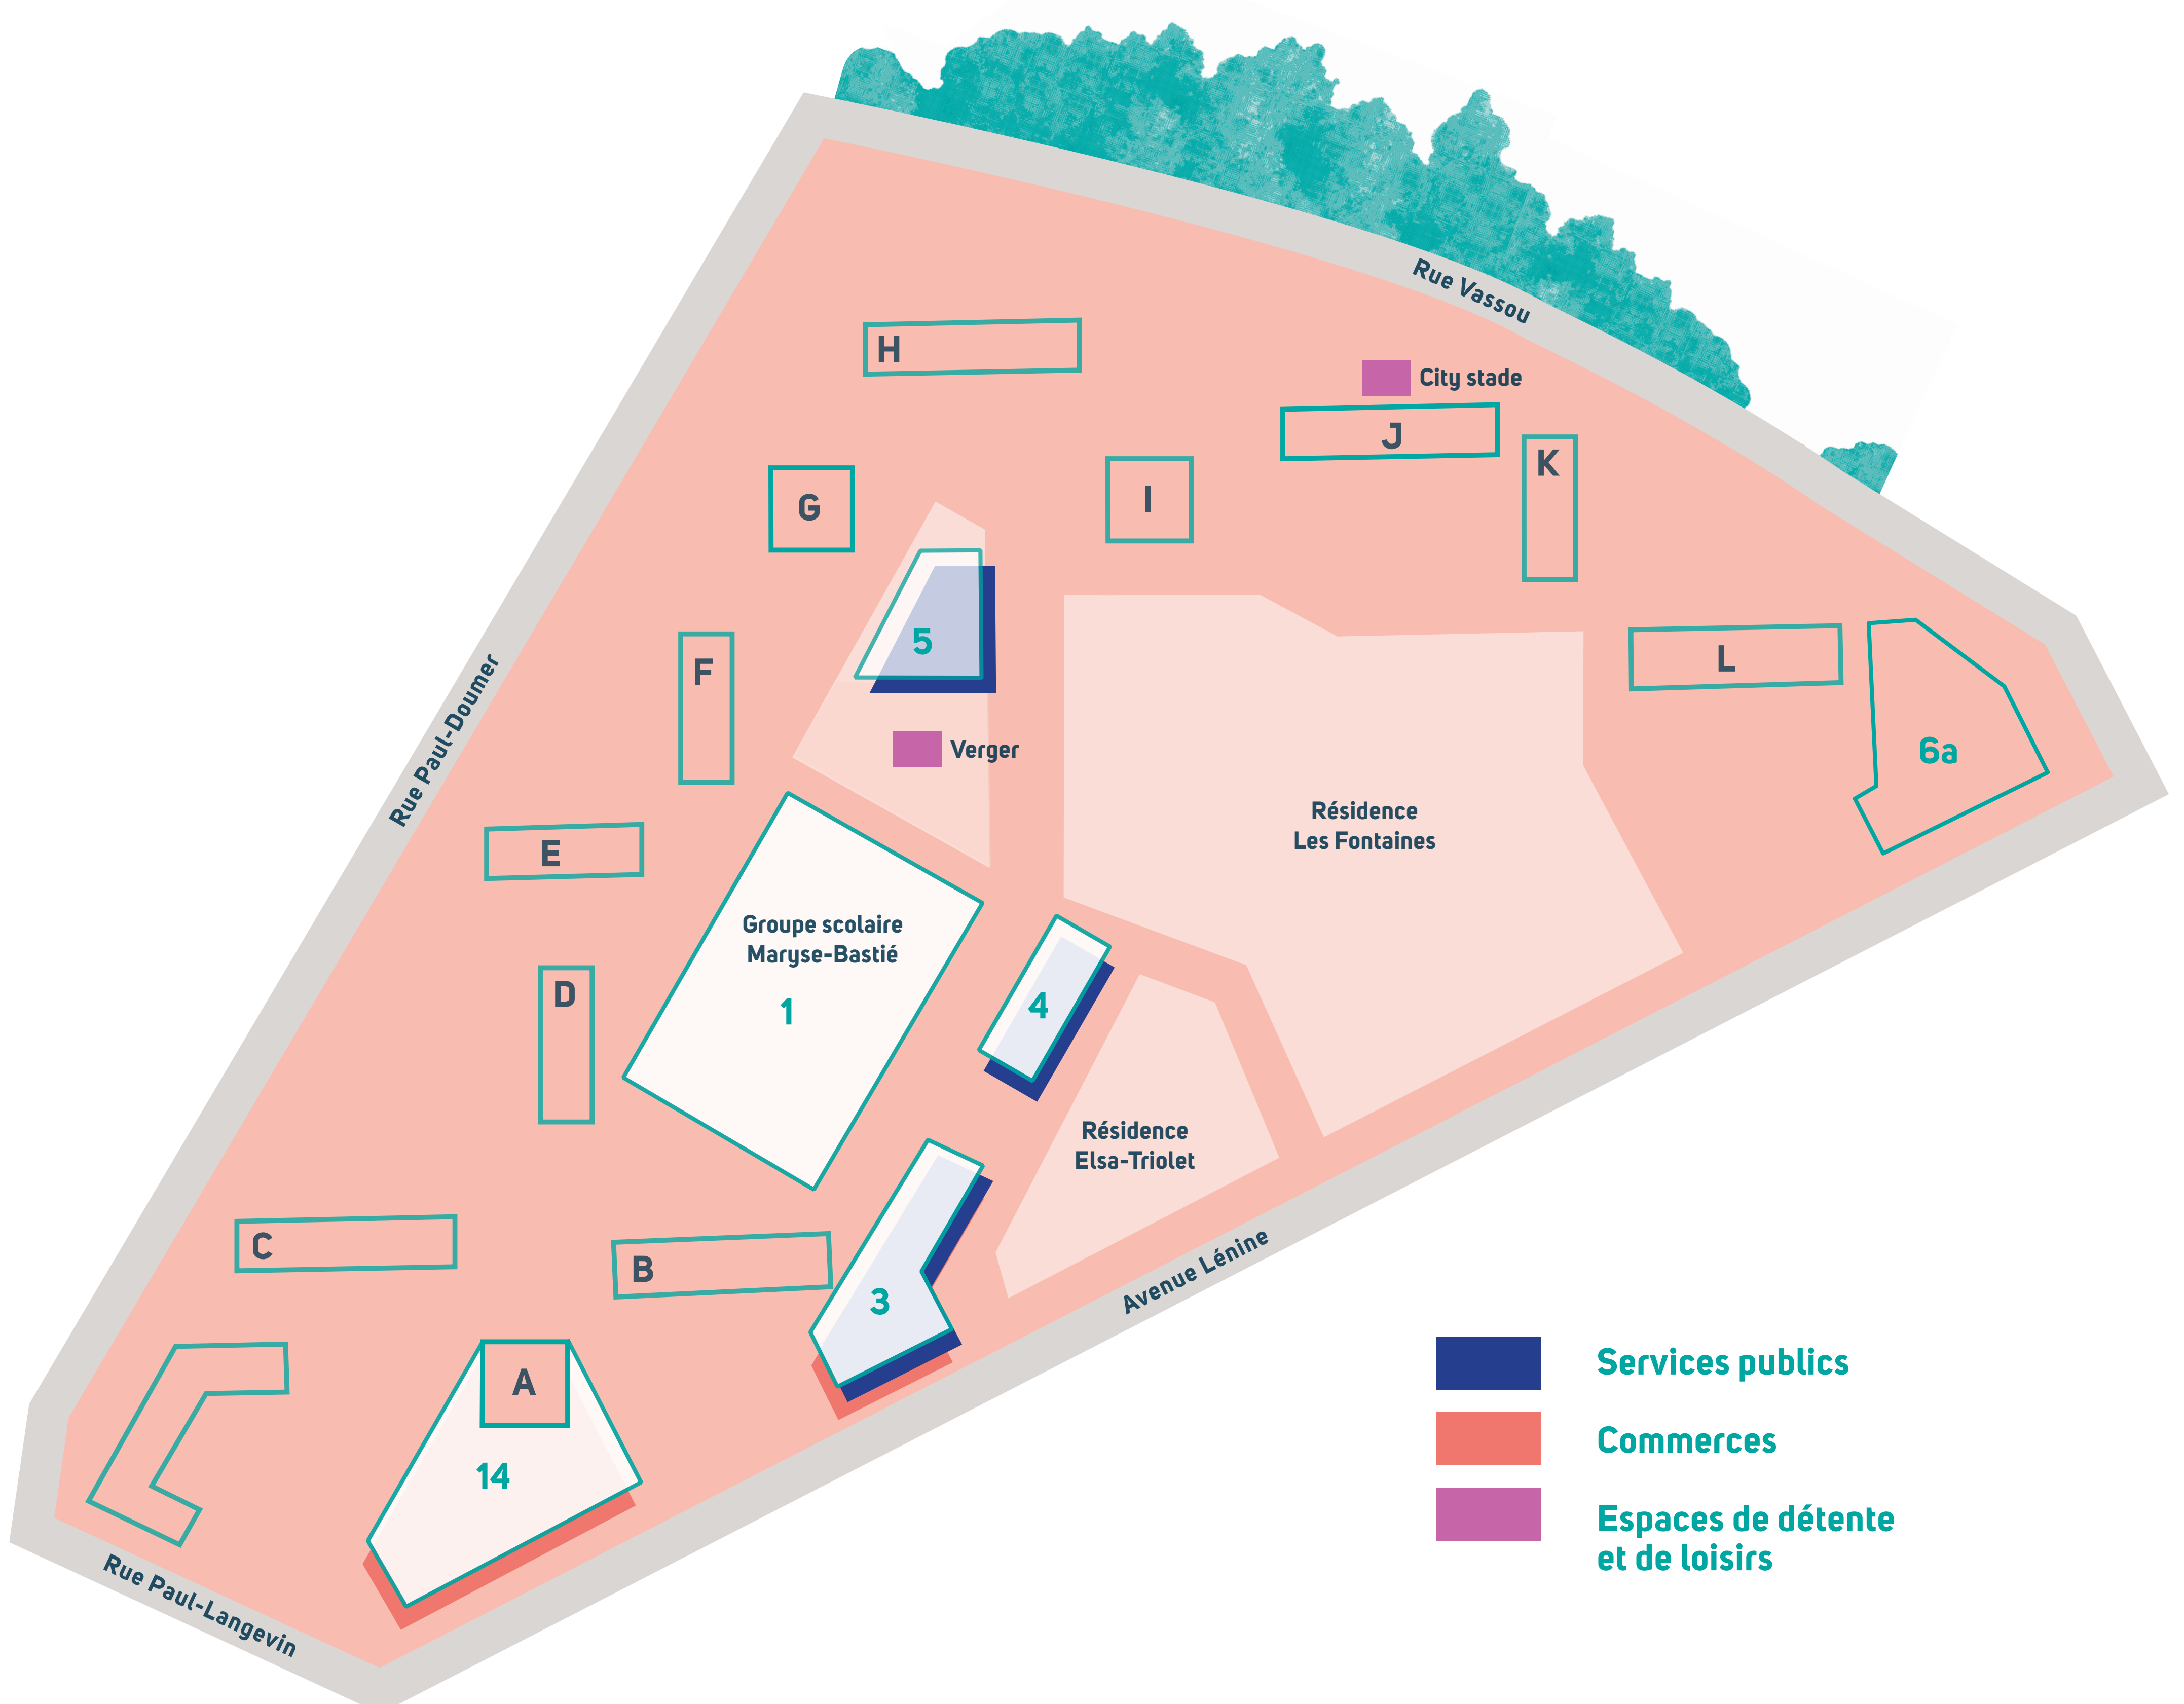 Rue Vassou
H
City stade
J
K
G
I
5
F
L
Rue Paul-Doumer
Verger
6a
Résidence
Les Fontaines
E
Groupe scolaire
Maryse-Bastié
1
D
4
Résidence
Elsa-Triolet
C
B
3
Avenue Lénine
A
14
Rue Paul-Langevin
Services publics
Commerces
Espaces de détente
et de loisirs